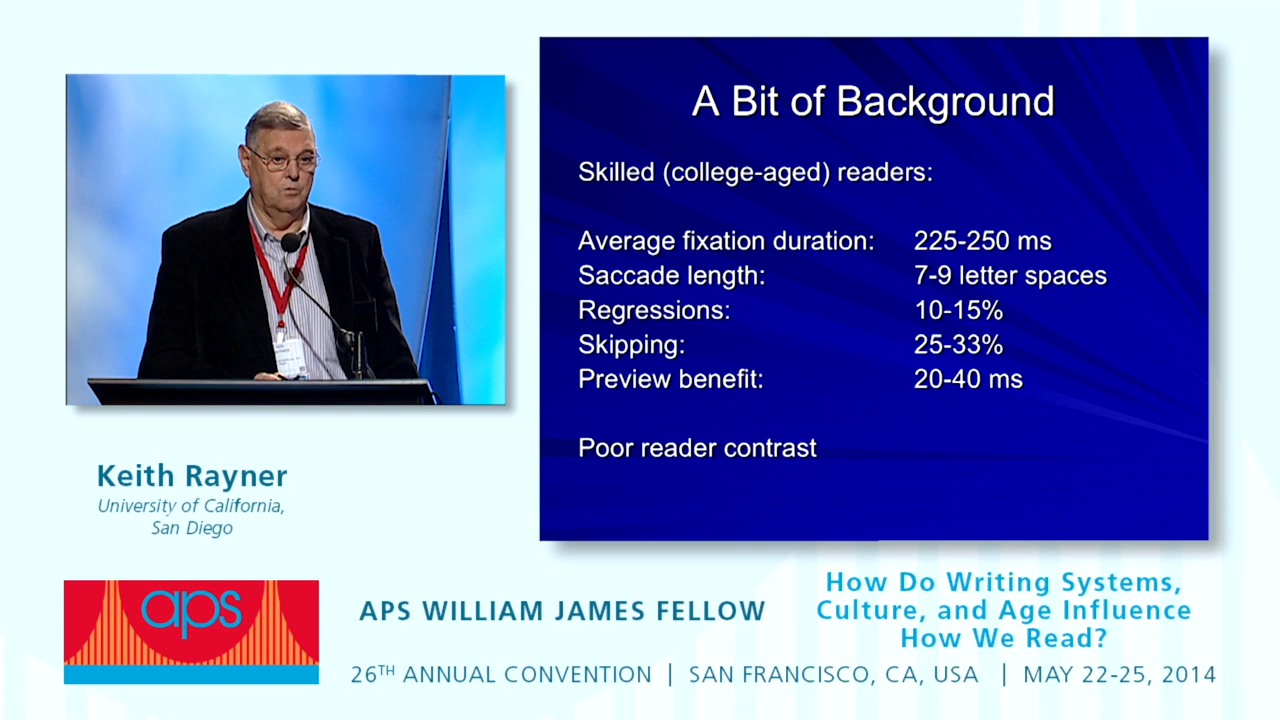 A Bit of Background
Skilled (college-aged) readers:
Average fixation duration: 225-250 ms
Saccade length: 7-9 letter spaces
Regressions: 10-15%
Skipping: 25-33%
Preview benefit: 20-40 ms
Poor reader contrast
Keith Rayner
University of California,
San Diego
aps
APS WILLIAM JAMES FELLOW
How Do Writing Systems,
Culture, and Age Influence
How We Read?
26TH ANNUAL CONVENTION | SAN FRANCISCO, CA, USA | MAY 22-25, 2014